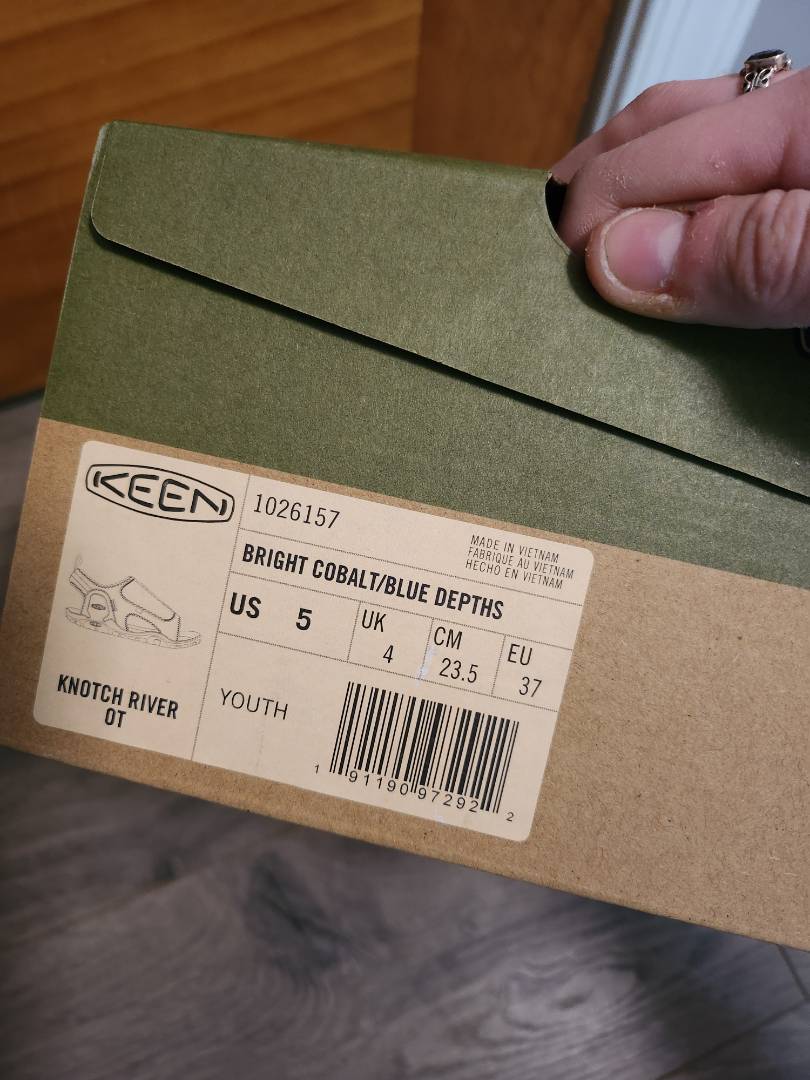 KEEN
1026157
MADE IN VIETNAM
FABRIQUE AU VIETNAM
HECHO EN VIETNAM
BRIGHT COBALT/BLUE DEPTHS
US 5
UK 4
CM 23.5
EU 37
KNOTCH RIVER
OT
YOUTH
1 91190 97292 2